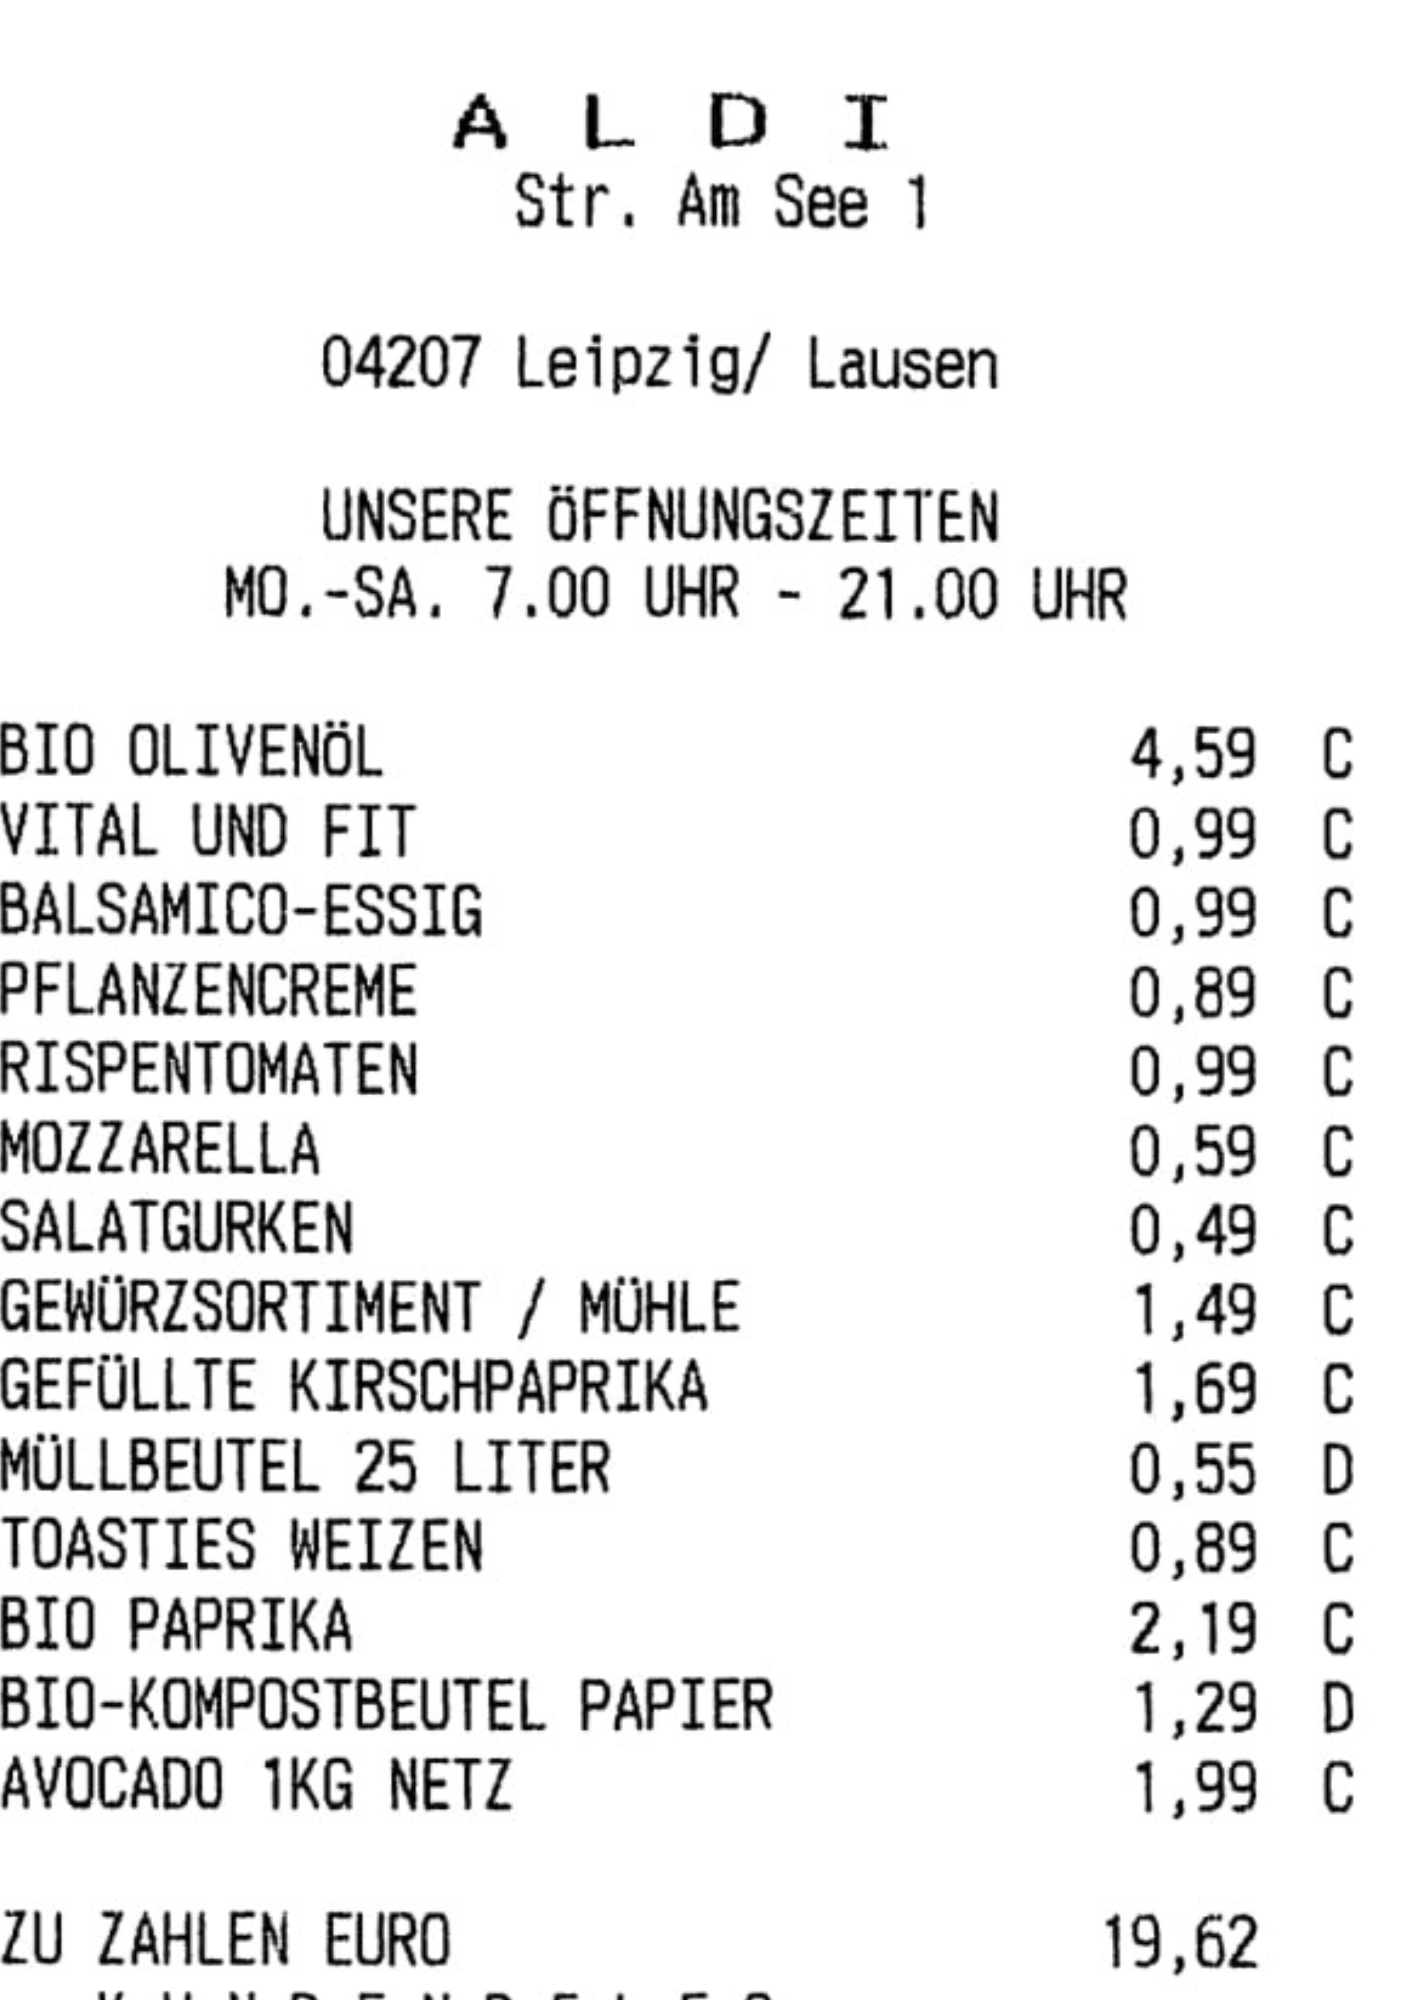 A L D I
Str. Am See 1
04207 Leipzig/ Lausen
UNSERE ÖFFNUNGSZEITEN
MO.-SA. 7.00 UHR - 21.00 UHR
BIO OLIVENÖL 4,59 C
VITAL UND FIT 0,99 C
BALSAMICO-ESSIG 0,99 C
PFLANZENCREME 0,89 C
RISPENTOMATEN 0,99 C
MOZZARELLA 0,59 C
SALATGURKEN 0,49 C
GEWÜRZSORTIMENT / MÜHLE 1,49 C
GEFÜLLTE KIRSCHPAPRIKA 1,69 C
MÜLLBEUTEL 25 LITER 0,55 D
TOASTIES WEIZEN 0,89 C
BIO PAPRIKA 2,19 C
BIO-KOMPOSTBEUTEL PAPIER 1,29 D
AVOCADO 1KG NETZ 1,99 C
ZU ZAHLEN EURO 19,62